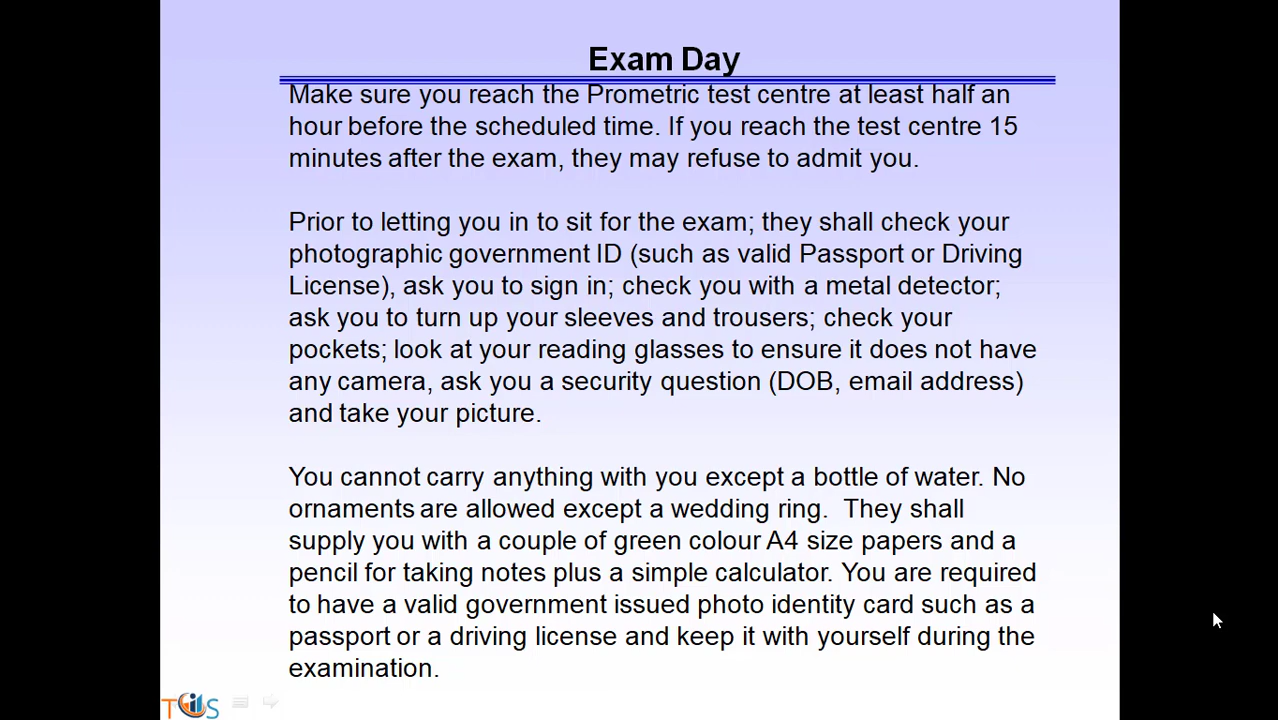 Exam Day
Make sure you reach the Prometric test centre at least half an
hour before the scheduled time. If you reach the test centre 15
minutes after the exam, they may refuse to admit you.
Prior to letting you in to sit for the exam; they shall check your
photographic government ID (such as valid Passport or Driving
License), ask you to sign in; check you with a metal detector;
ask you to turn up your sleeves and trousers; check your
pockets; look at your reading glasses to ensure it does not have
any camera, ask you a security question (DOB, email address)
and take your picture.
You cannot carry anything with you except a bottle of water. No
ornaments are allowed except a wedding ring.  They shall
supply you with a couple of green colour A4 size papers and a
pencil for taking notes plus a simple calculator. You are required
to have a valid government issued photo identity card such as a
passport or a driving license and keep it with yourself during the
examination.